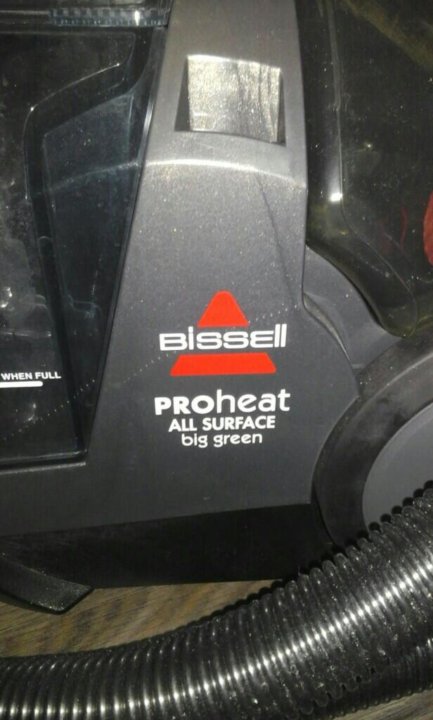 WHEN FULL
BISSELL
PROheat
ALL SURFACE
big green